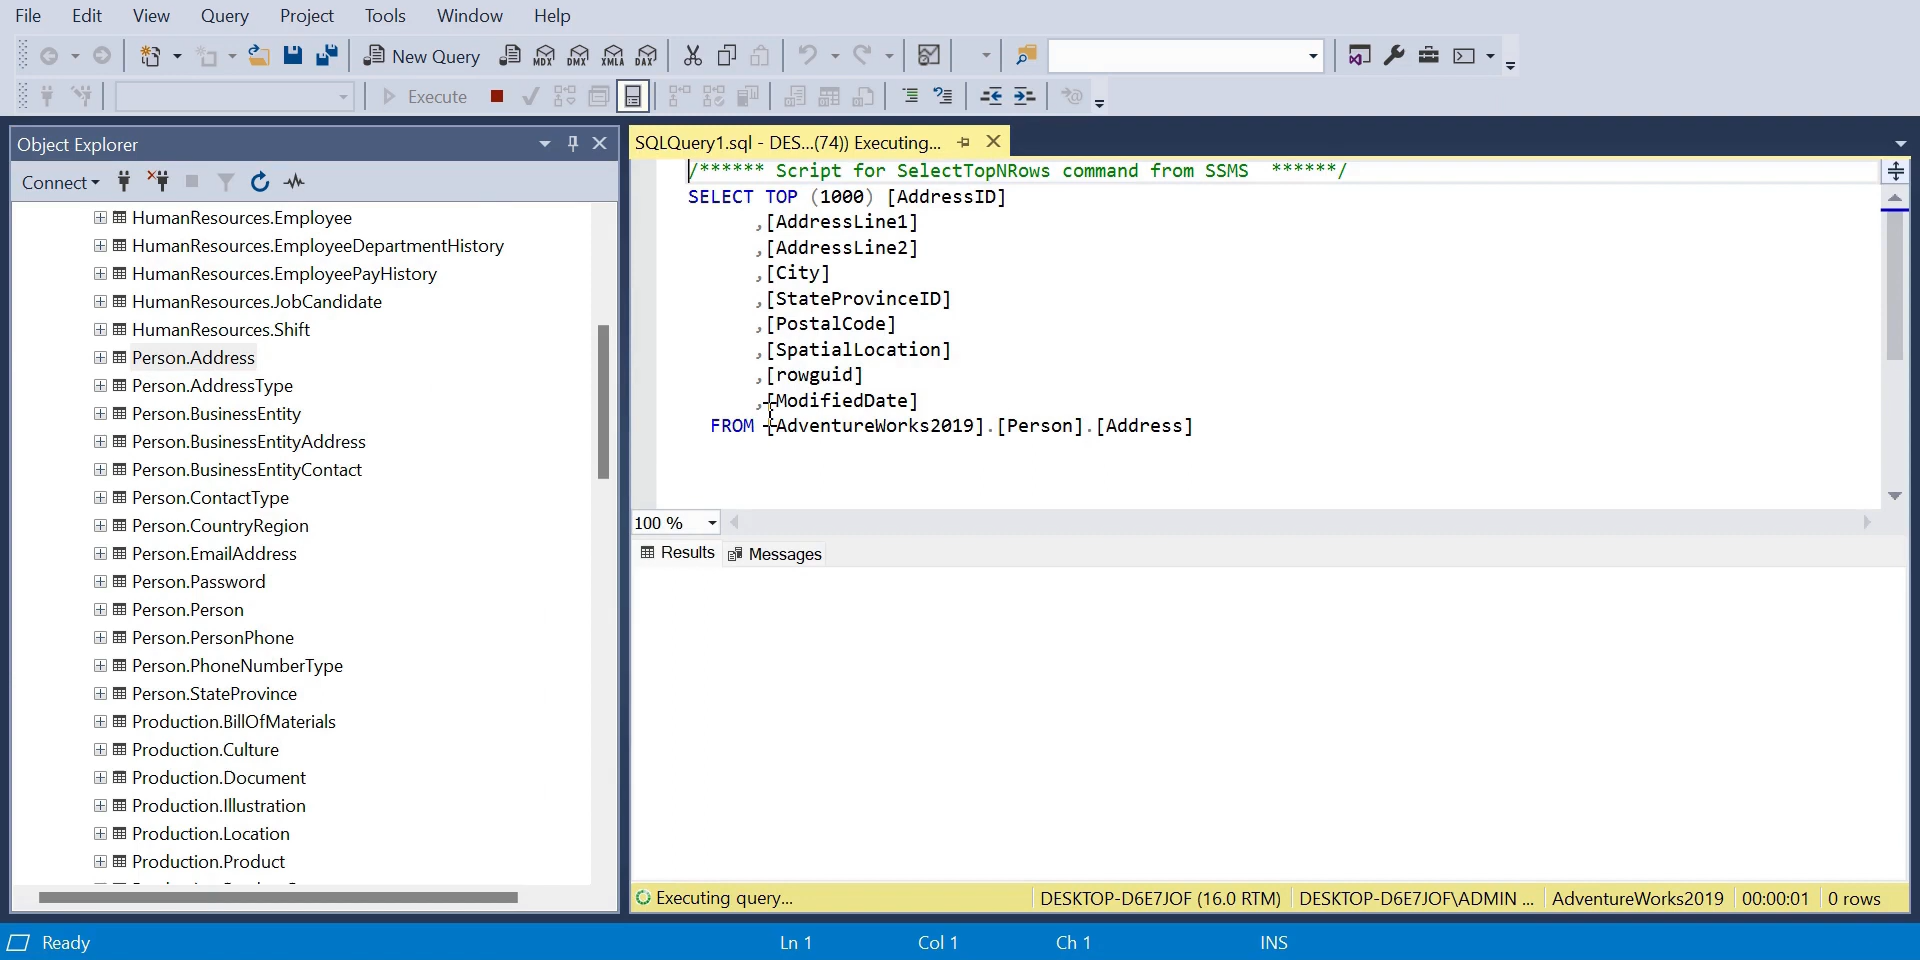 File Edit View Query Project Tools Window Help
New Query MDX DMX XMLA DAX
Execute
Object Explorer
Connect
HumanResources.Employee
HumanResources.EmployeeDepartmentHistory
HumanResources.EmployeePayHistory
HumanResources.JobCandidate
HumanResources.Shift
Person.Address
Person.AddressType
Person.BusinessEntity
Person.BusinessEntityAddress
Person.BusinessEntityContact
Person.ContactType
Person.CountryRegion
Person.EmailAddress
Person.Password
Person.Person
Person.PersonPhone
Person.PhoneNumberType
Person.StateProvince
Production.BillOfMaterials
Production.Culture
Production.Document
Production.Illustration
Production.Location
Production.Product
SQLQuery1.sql - DES...(74)) Executing...
/****** Script for SelectTopNRows command from SSMS ******/
SELECT TOP (1000) [AddressID]
,[AddressLine1]
,[AddressLine2]
,[City]
,[StateProvinceID]
,[PostalCode]
,[SpatialLocation]
,[rowguid]
,[ModifiedDate]
FROM [AdventureWorks2019].[Person].[Address]
100 %
Results Messages
Executing query... DESKTOP-D6E7JOF (16.0 RTM) DESKTOP-D6E7JOF\ADMIN ... AdventureWorks2019 00:00:01 0 rows
Ready Ln 1 Col 1 Ch 1 INS